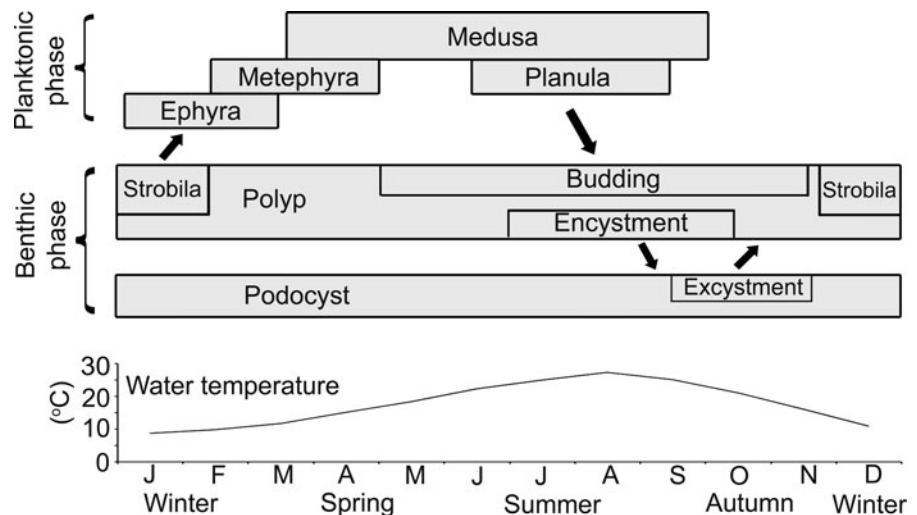 Planktonic phase
Medusa
Metephyra
Planula
Ephyra
Benthic phase
Strobila
Polyp
Budding
Strobila
Encystment
Podocyst
Excystment
(°C)
30
20
10
0
Water temperature
J F M A M J J A S O N D
Winter Spring Summer Autumn Winter